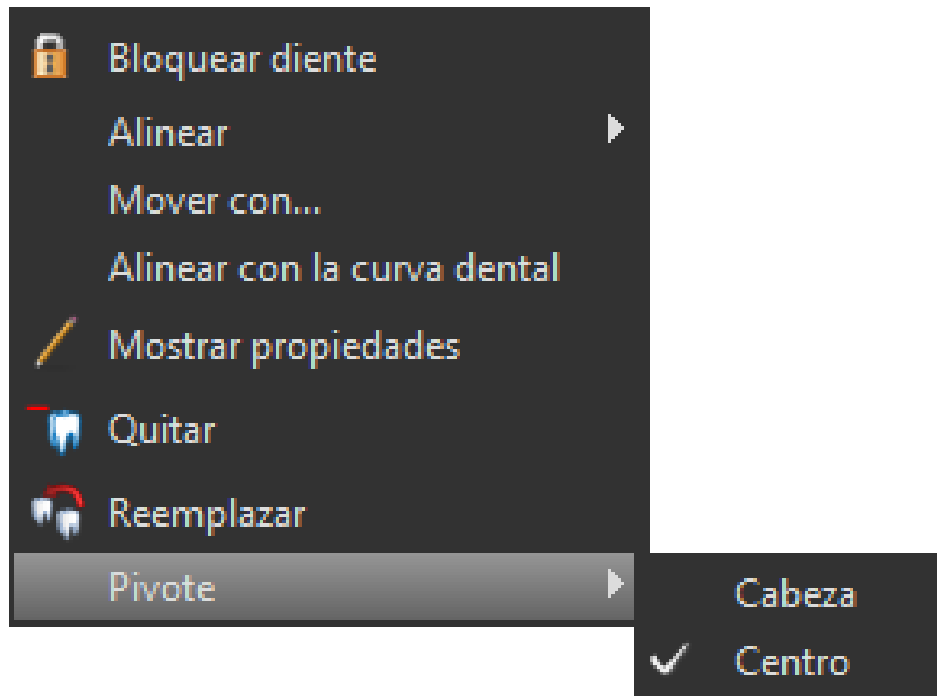 Bloquear diente
Alinear
Mover con...
Alinear con la curva dental
Mostrar propiedades
Quitar
Reemplazar
Pivote
Cabeza
Centro